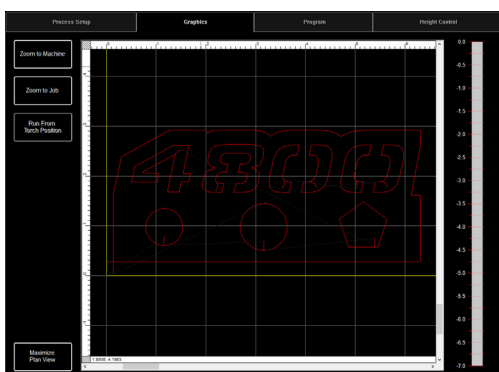 Process Setup
Graphics
Program
Height Control
Zoom to Machine
Zoom to Job
Run From
Torch Position
Maximize
Plan View
4800
0.0
-0.5
-1.0
-1.5
-2.0
-2.5
-3.0
-3.5
-4.0
-4.5
-5.0
-5.5
-6.0
-6.5
-7.0